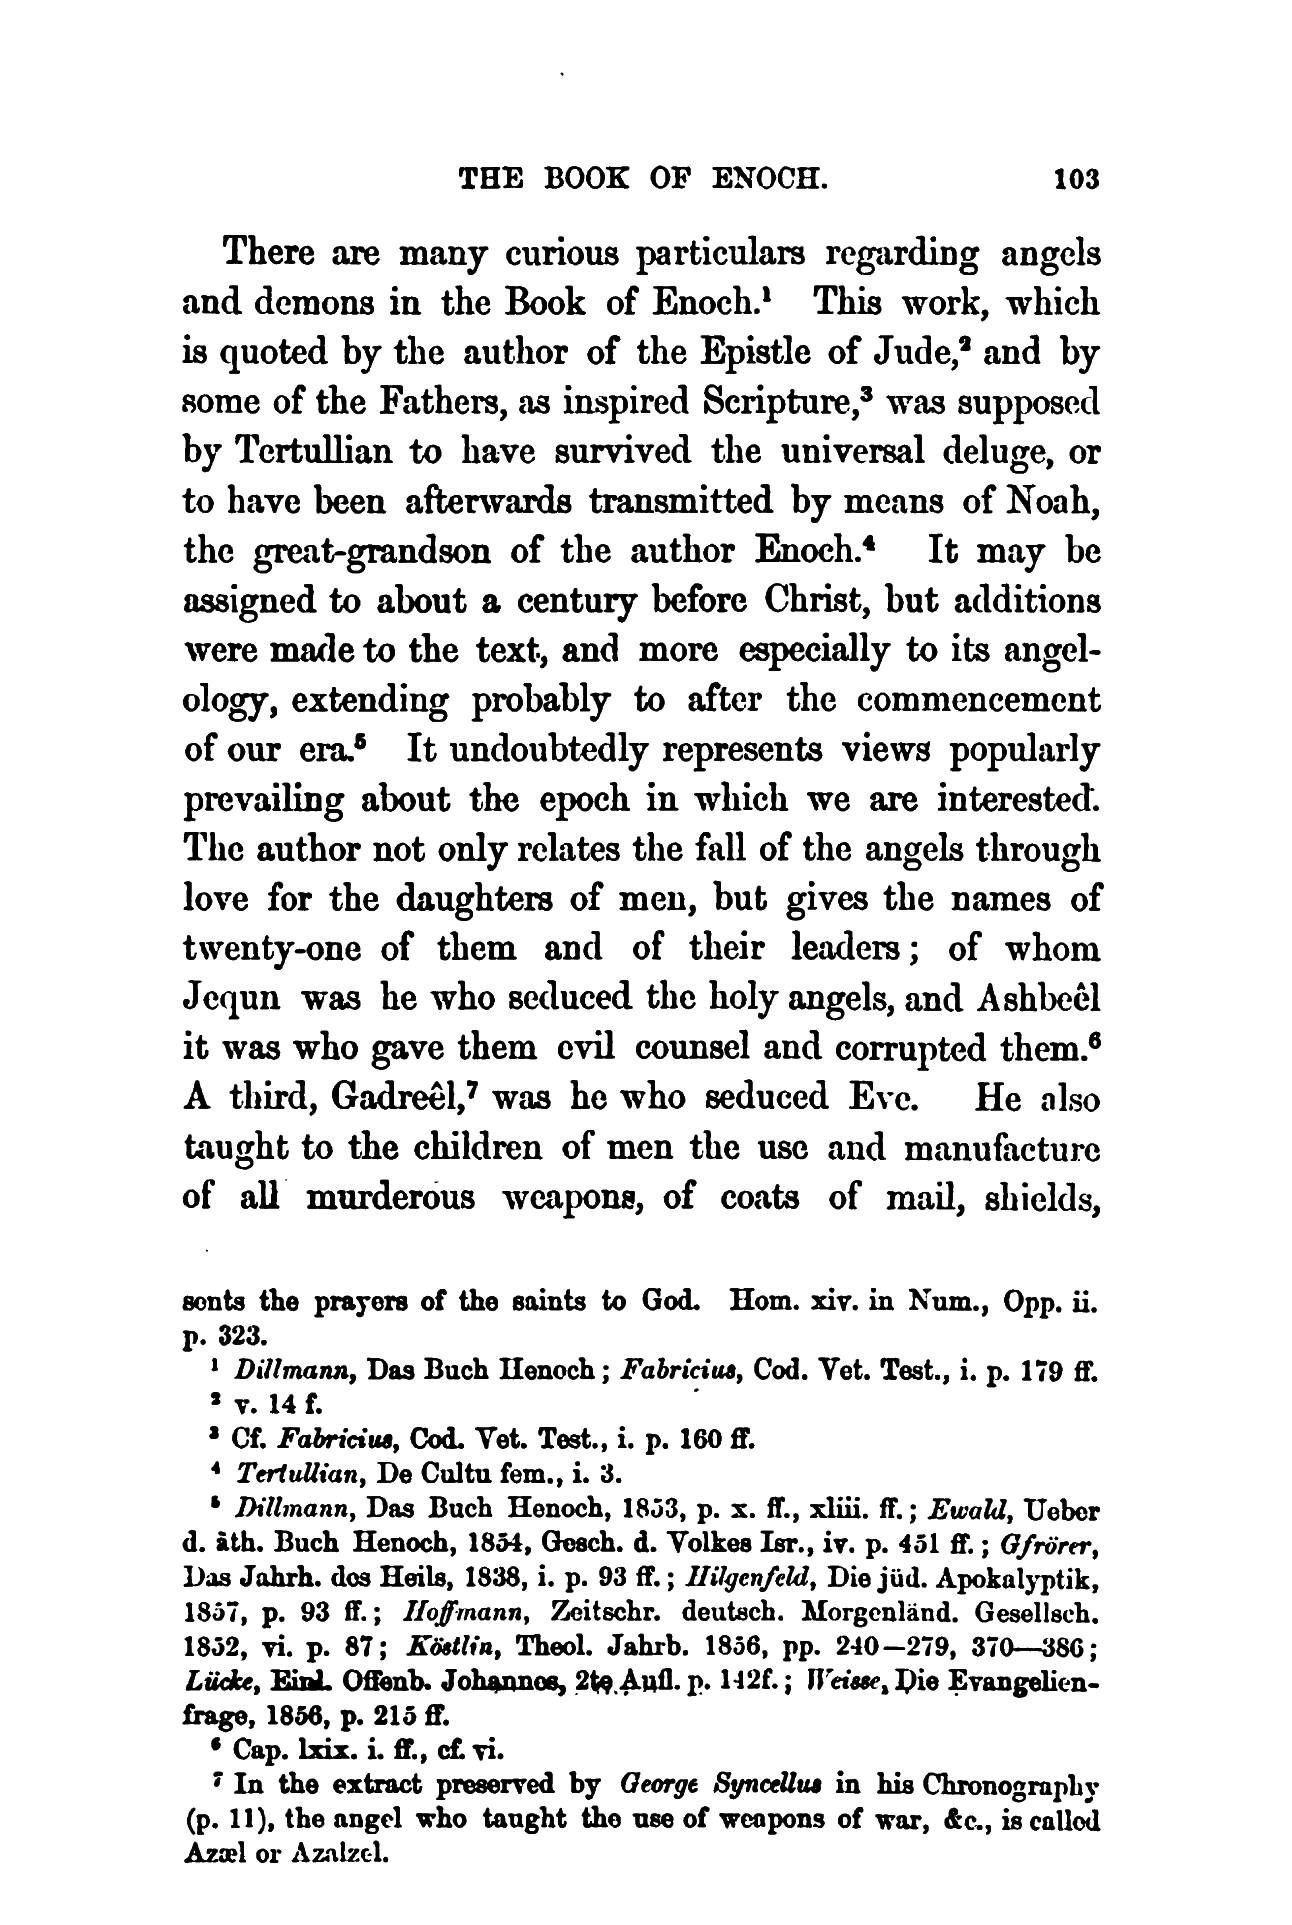 THE BOOK OF ENOCH. 103
There are many curious particulars regarding angels
and demons in the Book of Enoch.¹ This work, which
is quoted by the author of the Epistle of Jude,² and by
some of the Fathers, as inspired Scripture,³ was supposed
by Tertullian to have survived the universal deluge, or
to have been afterwards transmitted by means of Noah,
the great-grandson of the author Enoch.⁴ It may be
assigned to about a century before Christ, but additions
were made to the text, and more especially to its angel-
ology, extending probably to after the commencement
of our era.⁵ It undoubtedly represents views popularly
prevailing about the epoch in which we are interested.
The author not only relates the fall of the angels through
love for the daughters of men, but gives the names of
twenty-one of them and of their leaders; of whom
Jequn was he who seduced the holy angels, and Ashbeêl
it was who gave them evil counsel and corrupted them.⁶
A third, Gadreêl,⁷ was he who seduced Eve. He also
taught to the children of men the use and manufacture
of all murderous weapons, of coats of mail, shields,
sents the prayers of the saints to God. Hom. xiv. in Num., Opp. ii.
p. 323.
¹ Dillmann, Das Buch Henoch; Fabricius, Cod. Vet. Test., i. p. 179 ff.
² v. 14 f.
³ Cf. Fabricius, Cod. Vet. Test., i. p. 160 ff.
⁴ Tertullian, De Cultu fem., i. 3.
⁵ Dillmann, Das Buch Henoch, 1853, p. x. ff., xliii. ff.; Ewald, Ueber
d. äth. Buch Henoch, 1854, Gesch. d. Volkes Isr., iv. p. 451 ff.; Gfrörer,
Das Jahrh. des Heils, 1838, i. p. 93 ff.; Hilgenfeld, Die jüd. Apokalyptik,
1857, p. 93 ff.; Hoffmann, Zeitschr. deutsch. Morgenländ. Gesellsch.
1852, vi. p. 87; Köstlin, Theol. Jahrb. 1856, pp. 240—279, 370—386;
Lücke, Einl. Offenb. Johannes, 2te Aufl. p. 142f.; Weisse, Die Evangelien-
frage, 1856, p. 215 ff.
⁶ Cap. lxix. i. ff., cf. vi.
⁷ In the extract preserved by George Syncellus in his Chronography
(p. 11), the angel who taught the use of weapons of war, &c., is called
Azæl or Azalzel.